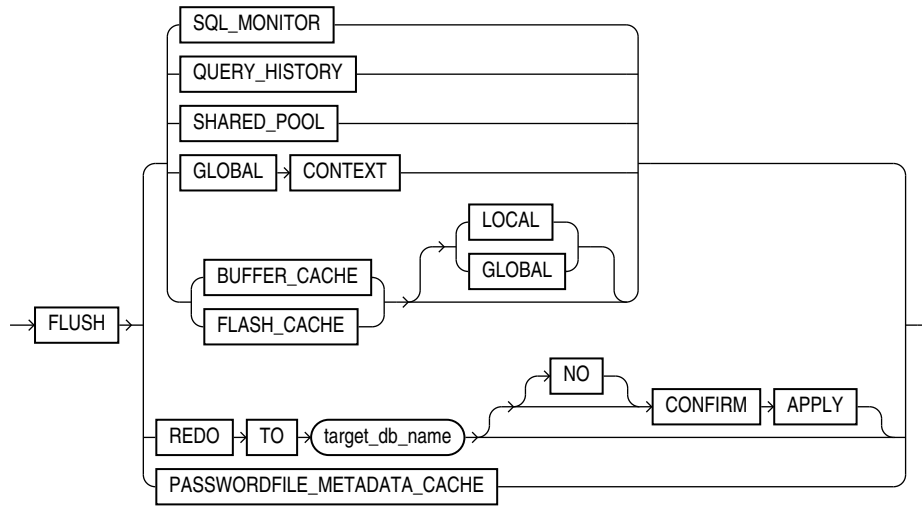 SQL_MONITOR
QUERY_HISTORY
SHARED_POOL
GLOBAL CONTEXT
LOCAL
GLOBAL
BUFFER_CACHE
FLASH_CACHE
FLUSH
NO
CONFIRM APPLY
REDO TO target_db_name
PASSWORDFILE_METADATA_CACHE